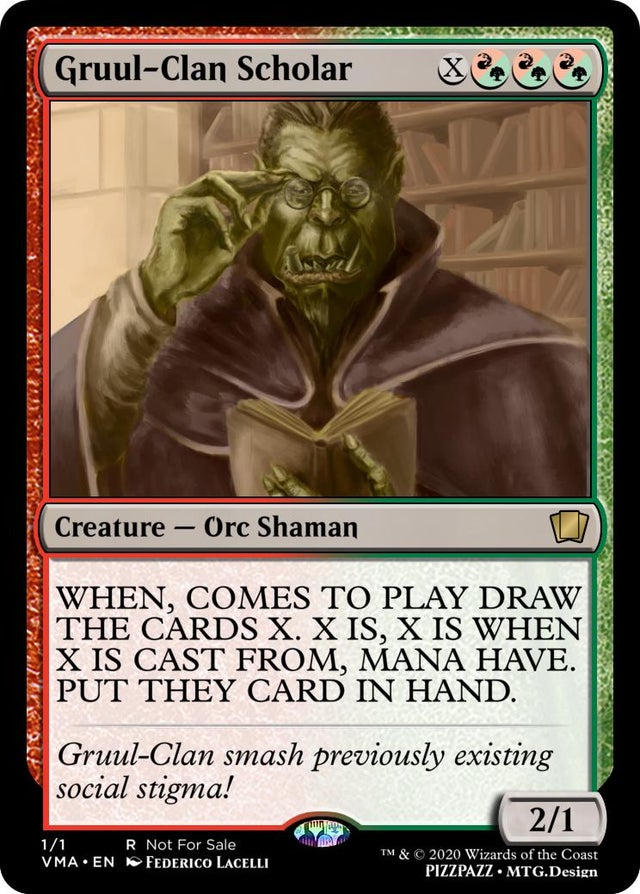 Gruul-Clan Scholar X
Creature — Orc Shaman
WHEN, COMES TO PLAY DRAW
THE CARDS X. X IS, X IS WHEN
X IS CAST FROM, MANA HAVE.
PUT THEY CARD IN HAND.
Gruul-Clan smash previously existing
social stigma!
2/1
1/1 R Not For Sale
VMA • EN Federico Lacelli
™ & © 2020 Wizards of the Coast
PIZZPAZZ • MTG.Design